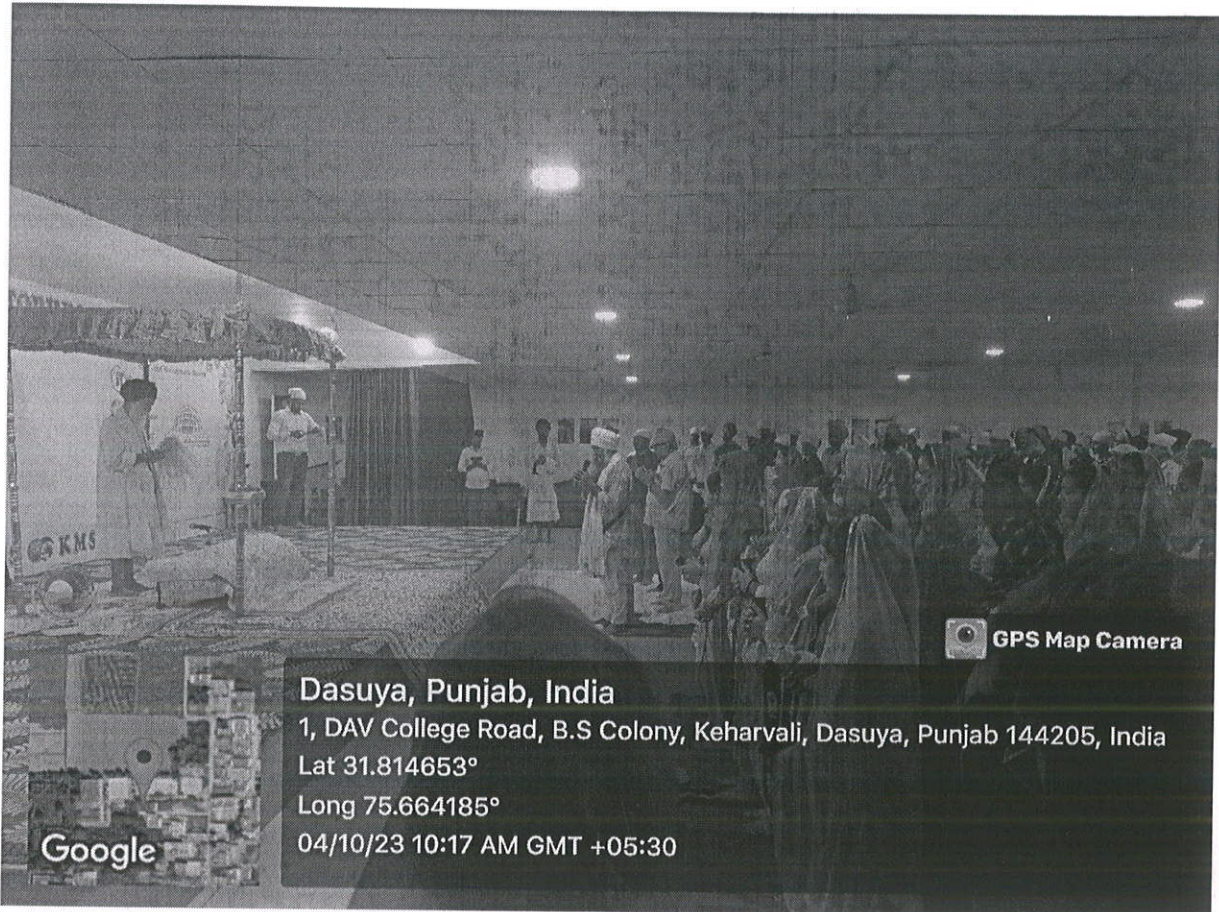 KMS
GPS Map Camera
Dasuya, Punjab, India
1, DAV College Road, B.S Colony, Keharvali, Dasuya, Punjab 144205, India
Lat 31.814653°
Long 75.664185°
04/10/23 10:17 AM GMT +05:30
Google